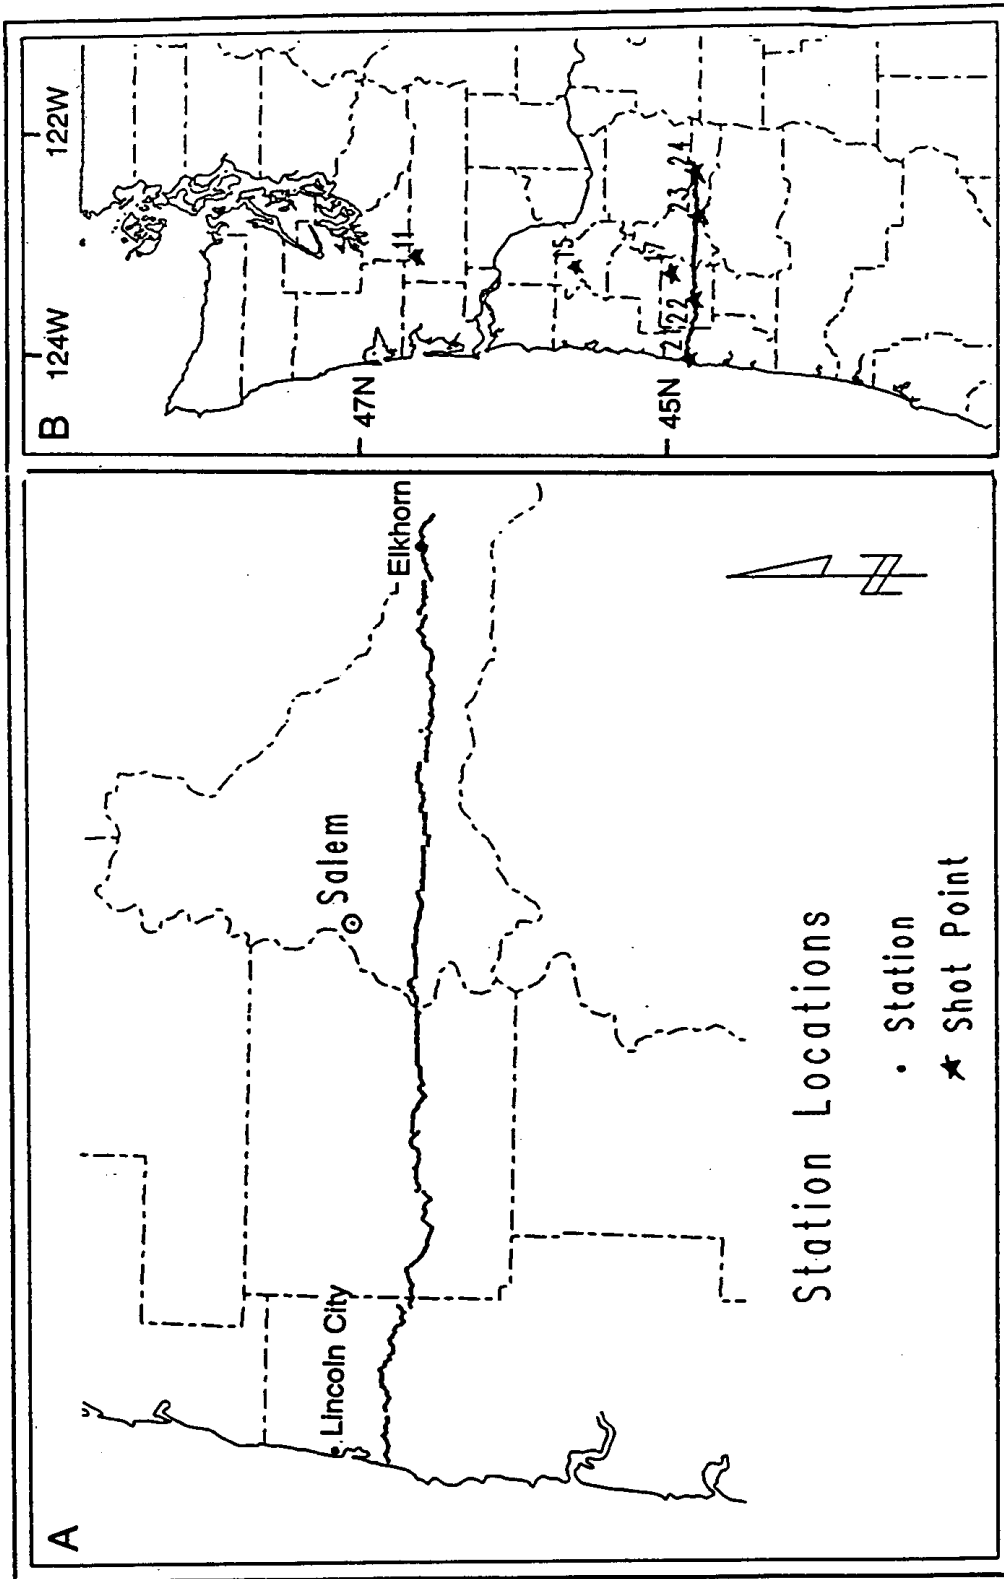 A
Lincoln City
Salem
Elkhorn
N
Station Locations
Station
Shot Point
B
124W
122W
47N
45N
11
15
17
21
22
23
24